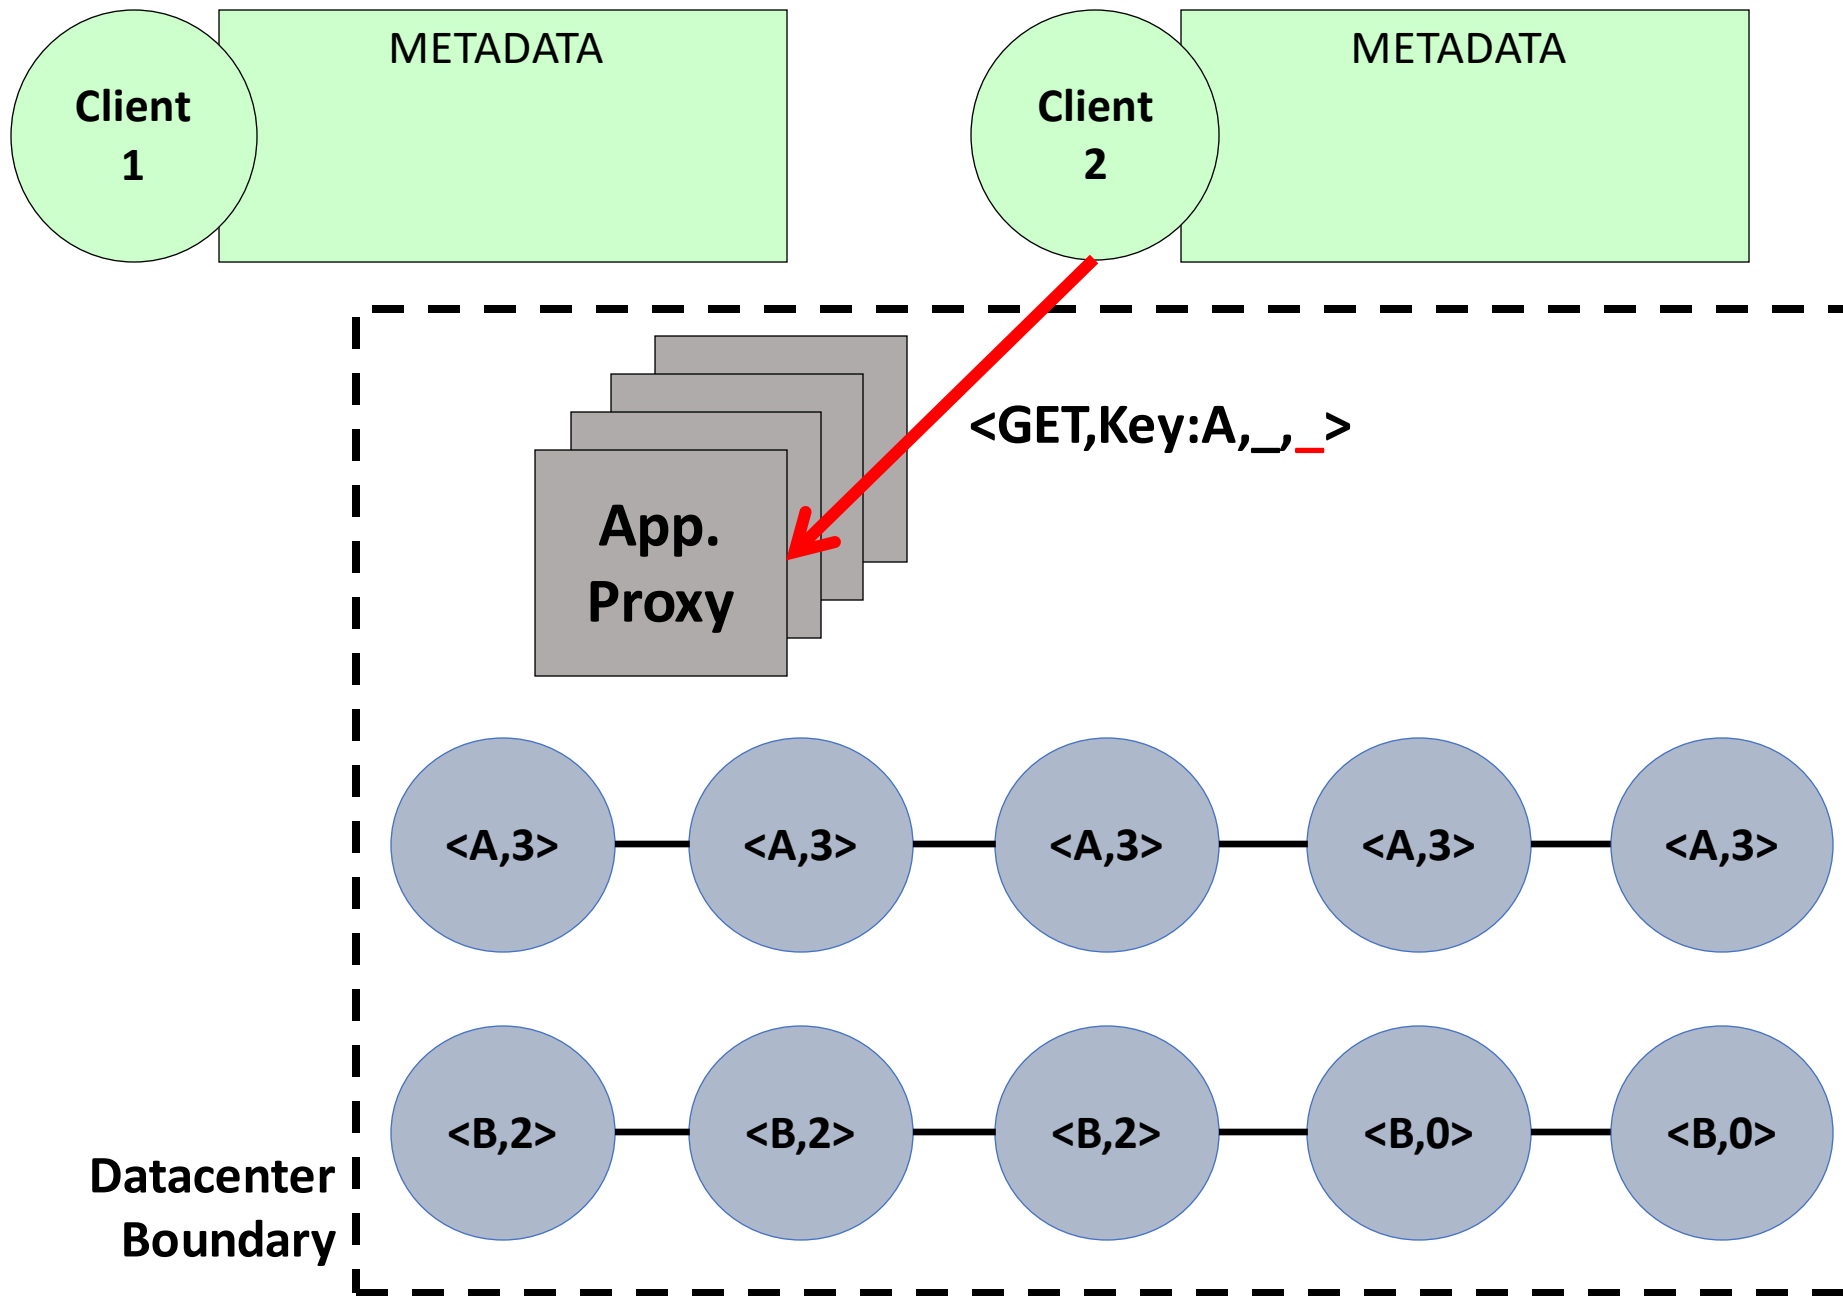 METADATA
Client
1
METADATA
Client
2
<GET,Key:A,_,_>
App.
Proxy
<A,3>
<A,3>
<A,3>
<A,3>
<A,3>
<B,2>
<B,2>
<B,2>
<B,0>
<B,0>
Datacenter
Boundary